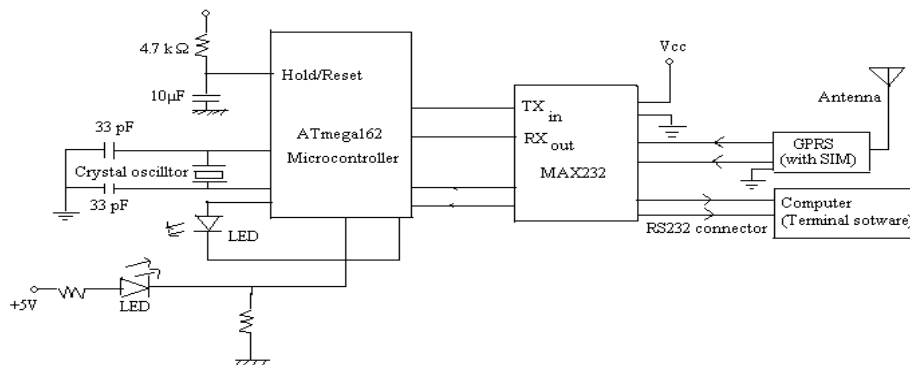 4.7 k Ω
Hold/Reset
10μF
33 pF
Crystal oscilltor
33 pF
LED
+5V
LED
ATmega162
Microcontroller
TX in
RX out
MAX232
Vcc
Antenna
GPRS
(with SIM)
Computer
(Terminal sotware)
RS232 connector